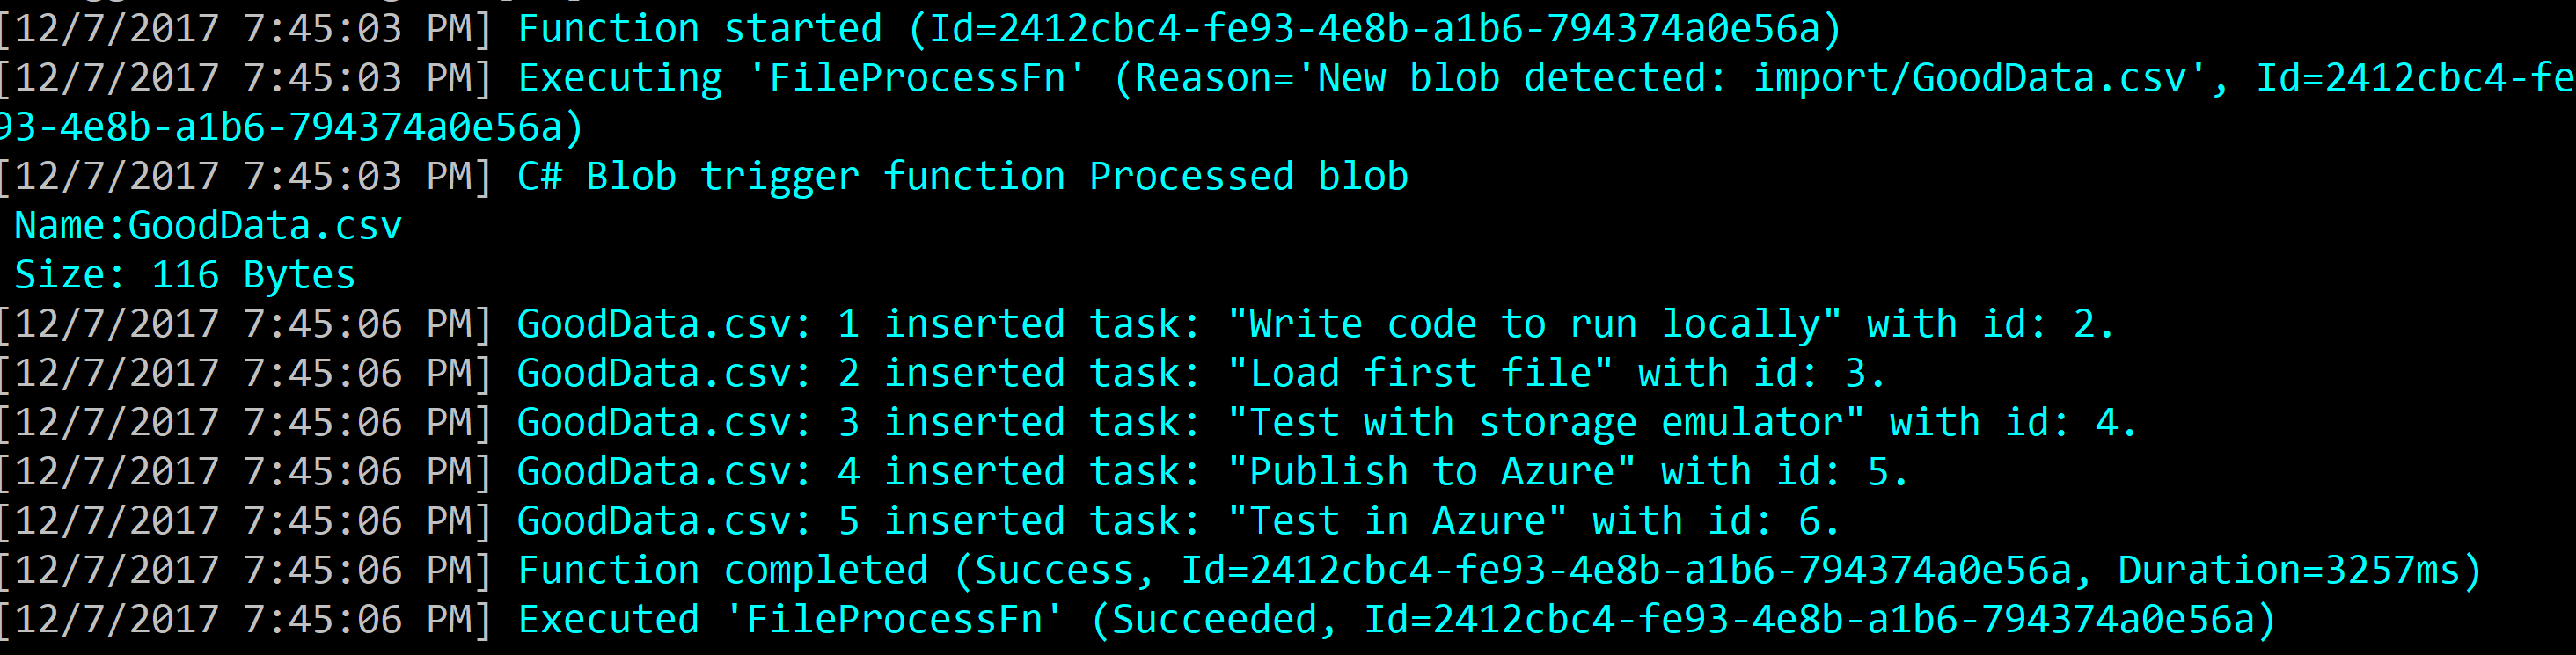 [12/7/2017 7:45:03 PM] Function started (Id=2412cbc4-fe93-4e8b-a1b6-794374a0e56a)
[12/7/2017 7:45:03 PM] Executing 'FileProcessFn' (Reason='New blob detected: import/GoodData.csv', Id=2412cbc4-fe
93-4e8b-a1b6-794374a0e56a)
[12/7/2017 7:45:03 PM] C# Blob trigger function Processed blob
Name:GoodData.csv
Size: 116 Bytes
[12/7/2017 7:45:06 PM] GoodData.csv: 1 inserted task: "Write code to run locally" with id: 2.
[12/7/2017 7:45:06 PM] GoodData.csv: 2 inserted task: "Load first file" with id: 3.
[12/7/2017 7:45:06 PM] GoodData.csv: 3 inserted task: "Test with storage emulator" with id: 4.
[12/7/2017 7:45:06 PM] GoodData.csv: 4 inserted task: "Publish to Azure" with id: 5.
[12/7/2017 7:45:06 PM] GoodData.csv: 5 inserted task: "Test in Azure" with id: 6.
[12/7/2017 7:45:06 PM] Function completed (Success, Id=2412cbc4-fe93-4e8b-a1b6-794374a0e56a, Duration=3257ms)
[12/7/2017 7:45:06 PM] Executed 'FileProcessFn' (Succeeded, Id=2412cbc4-fe93-4e8b-a1b6-794374a0e56a)